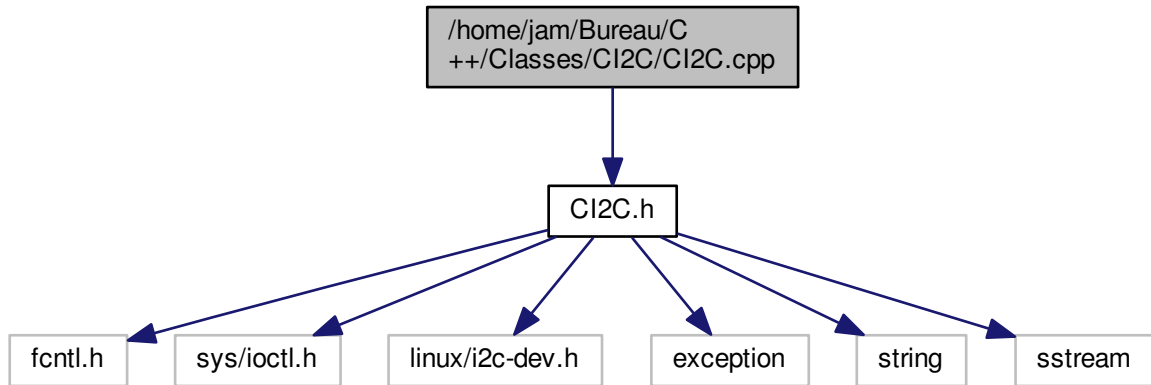 /home/jam/Bureau/C
++/Classes/CI2C/CI2C.cpp
CI2C.h
fcntl.h
sys/ioctl.h
linux/i2c-dev.h
exception
string
sstream